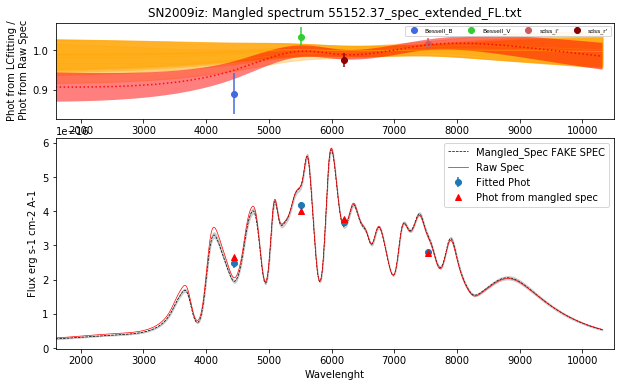 SN2009iz: Mangled spectrum 55152.37_spec_extended_FL.txt
Phot from LCfitting /
Phot from Raw Spec
1.0
0.9
Bessell_B
Bessell_V
sdss_i'
sdss_r'
2000 3000 4000 5000 6000 7000 8000 9000 10000
1e−16
Flux erg s-1 cm-2 A-1
6
5
4
3
2
1
0
Mangled_Spec FAKE SPEC
Raw Spec
Fitted Phot
Phot from mangled spec
2000 3000 4000 5000 6000 7000 8000 9000 10000
Wavelenght